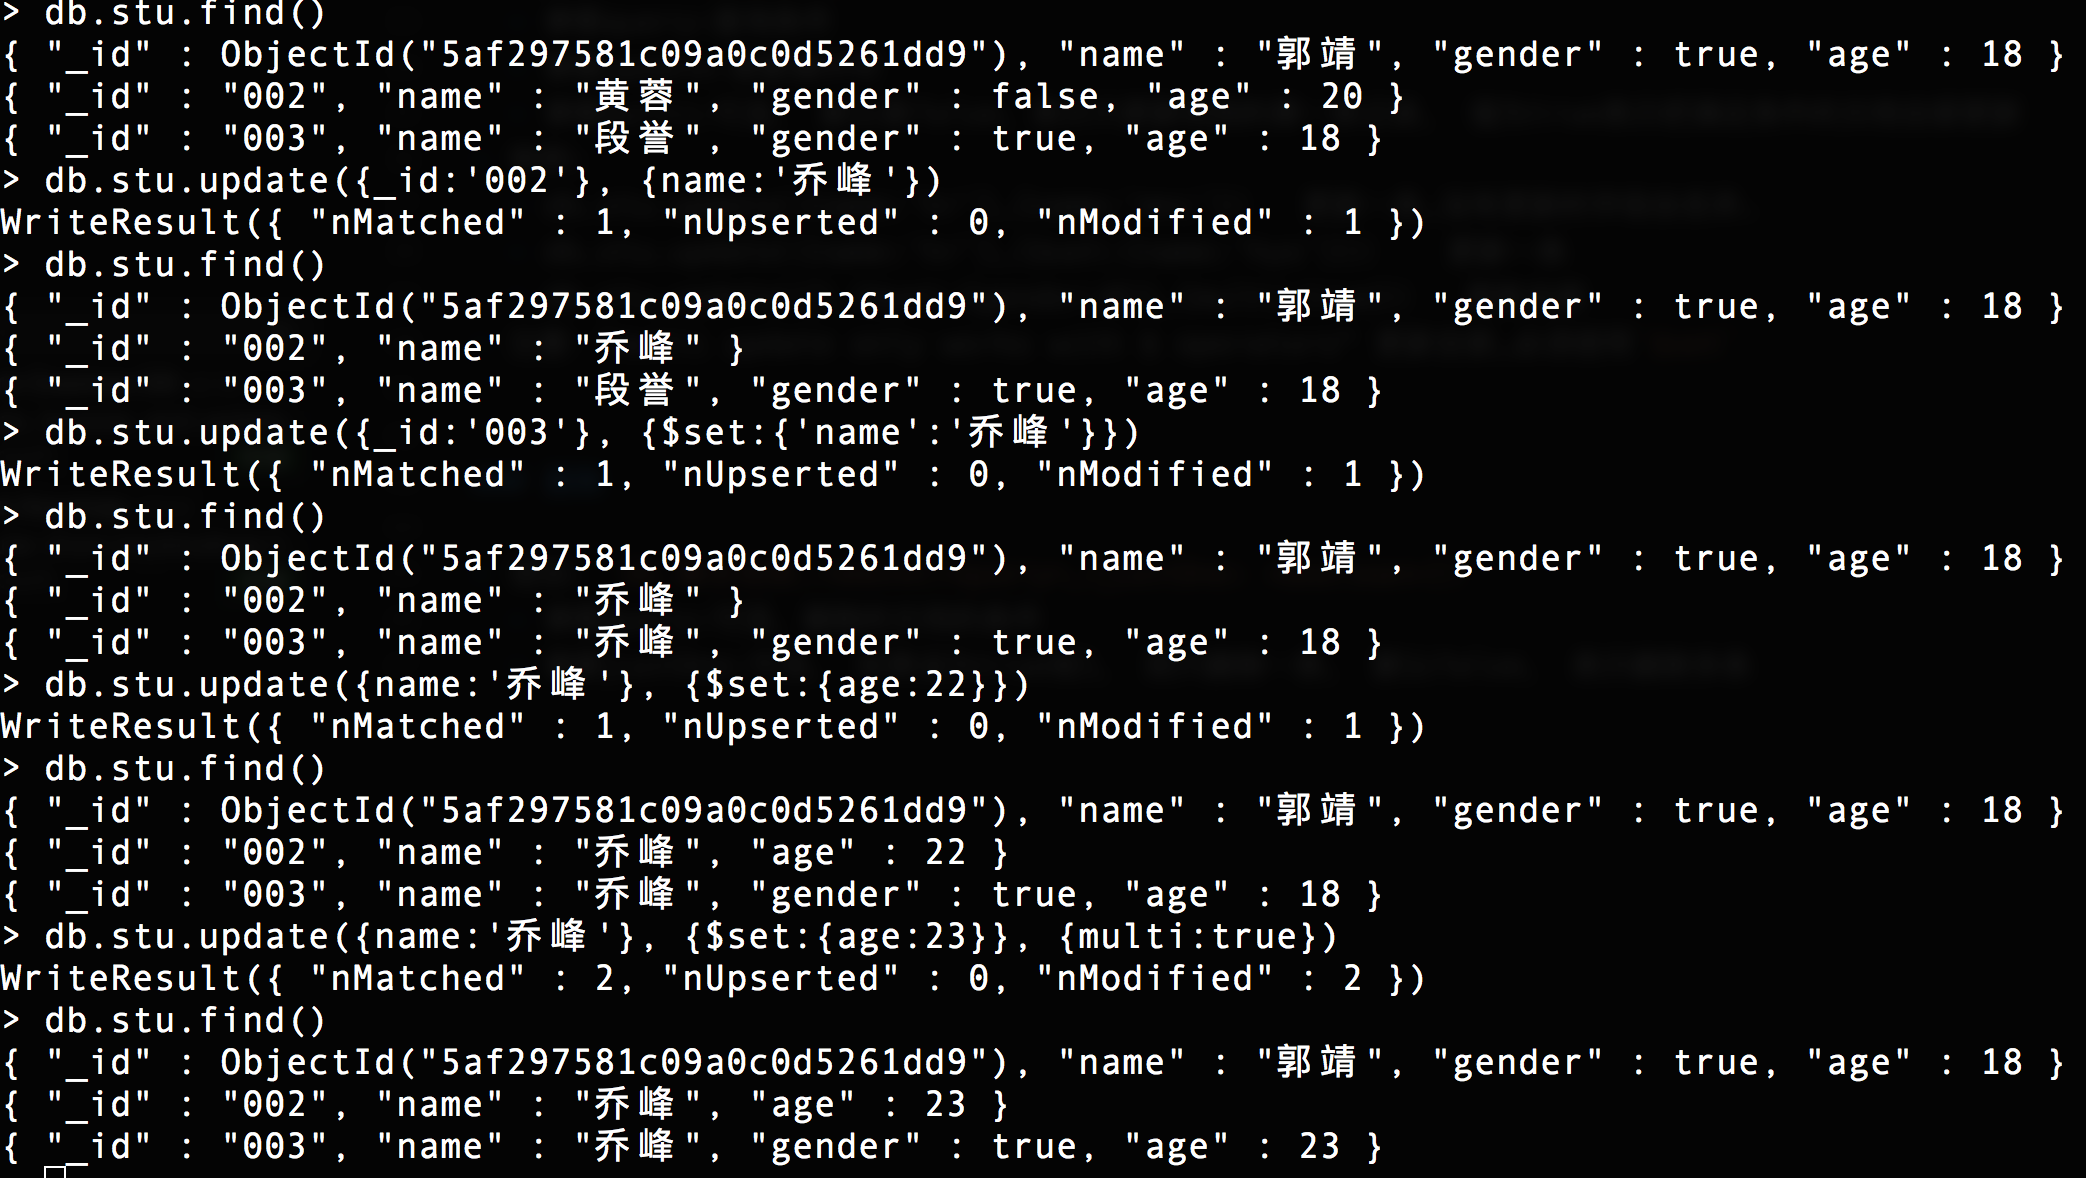 > db.stu.find()
{ "_id" : ObjectId("5af297581c09a0c0d5261dd9"), "name" : "郭靖", "gender" : true, "age" : 18 }
{ "_id" : "002", "name" : "黄蓉", "gender" : false, "age" : 20 }
{ "_id" : "003", "name" : "段誉", "gender" : true, "age" : 18 }
> db.stu.update({_id:'002'}, {name:'乔峰'})
WriteResult({ "nMatched" : 1, "nUpserted" : 0, "nModified" : 1 })
> db.stu.find()
{ "_id" : ObjectId("5af297581c09a0c0d5261dd9"), "name" : "郭靖", "gender" : true, "age" : 18 }
{ "_id" : "002", "name" : "乔峰" }
{ "_id" : "003", "name" : "段誉", "gender" : true, "age" : 18 }
> db.stu.update({_id:'003'}, {$set:{'name':'乔峰'}})
WriteResult({ "nMatched" : 1, "nUpserted" : 0, "nModified" : 1 })
> db.stu.find()
{ "_id" : ObjectId("5af297581c09a0c0d5261dd9"), "name" : "郭靖", "gender" : true, "age" : 18 }
{ "_id" : "002", "name" : "乔峰" }
{ "_id" : "003", "name" : "乔峰", "gender" : true, "age" : 18 }
> db.stu.update({name:'乔峰'}, {$set:{age:22}})
WriteResult({ "nMatched" : 1, "nUpserted" : 0, "nModified" : 1 })
> db.stu.find()
{ "_id" : ObjectId("5af297581c09a0c0d5261dd9"), "name" : "郭靖", "gender" : true, "age" : 18 }
{ "_id" : "002", "name" : "乔峰", "age" : 22 }
{ "_id" : "003", "name" : "乔峰", "gender" : true, "age" : 18 }
> db.stu.update({name:'乔峰'}, {$set:{age:23}}, {multi:true})
WriteResult({ "nMatched" : 2, "nUpserted" : 0, "nModified" : 2 })
> db.stu.find()
{ "_id" : ObjectId("5af297581c09a0c0d5261dd9"), "name" : "郭靖", "gender" : true, "age" : 18 }
{ "_id" : "002", "name" : "乔峰", "age" : 23 }
{ "_id" : "003", "name" : "乔峰", "gender" : true, "age" : 23 }